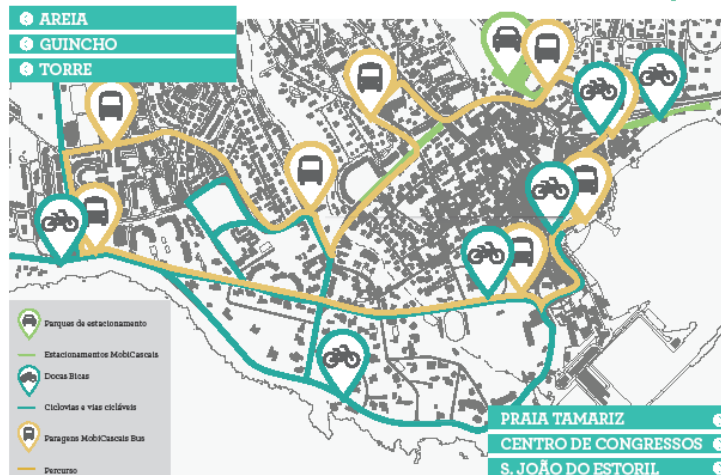 AREIA
GUINCHO
TORRE
Parques de estacionamento
Estacionamentos MobiCascais
Docas Bicas
Ciclovias e vias cicláveis
Paragens MobiCascais Bus
Percurso
PRAIA TAMARIZ
CENTRO DE CONGRESSOS
S. JOÃO DO ESTORIL